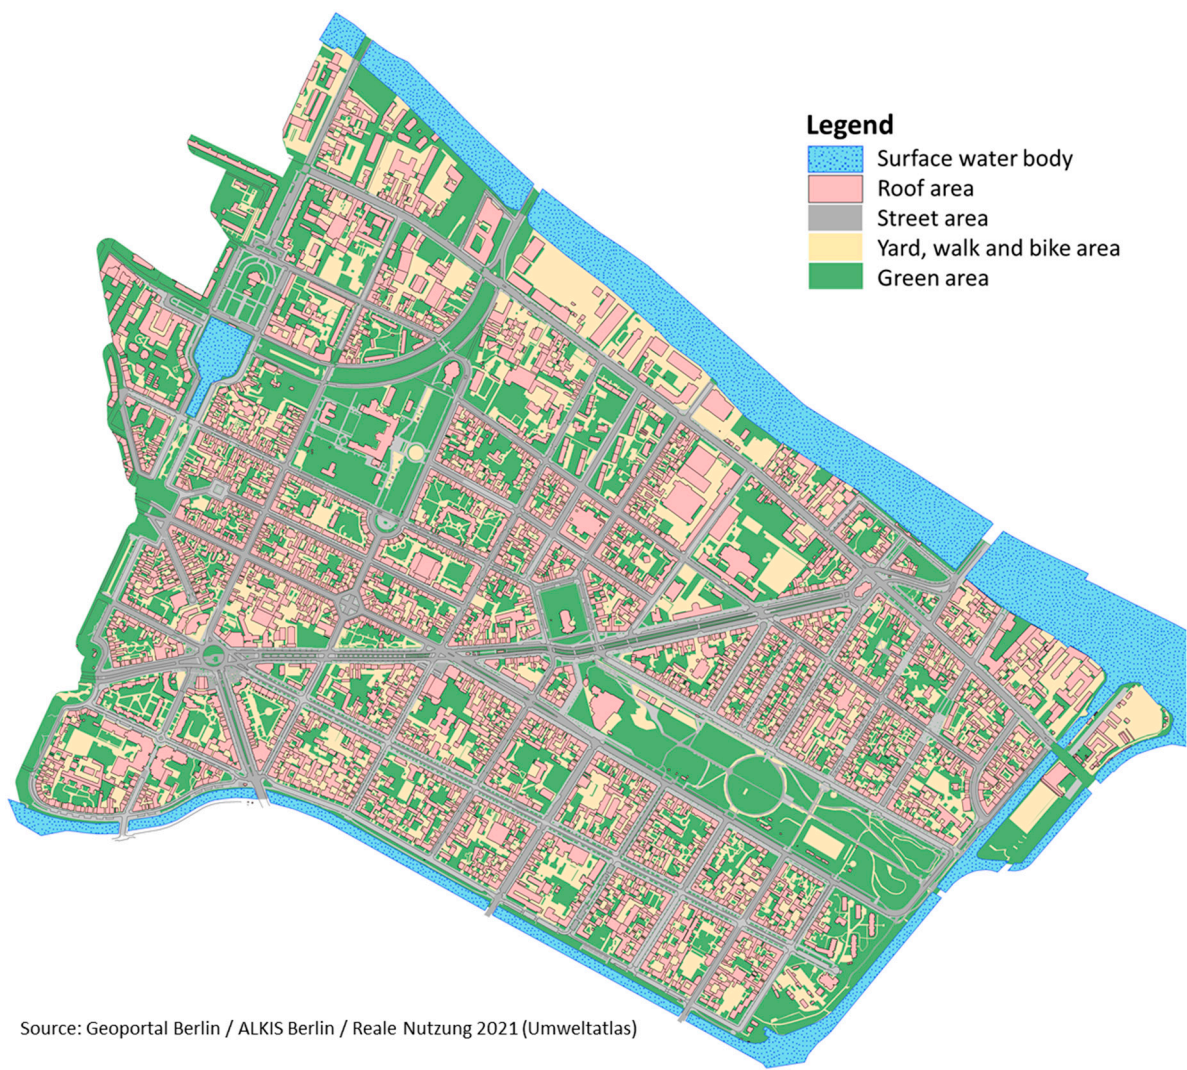 Legend
Surface water body
Roof area
Street area
Yard, walk and bike area
Green area
Source: Geoportal Berlin / ALKIS Berlin / Reale Nutzung 2021 (Umweltatlas)